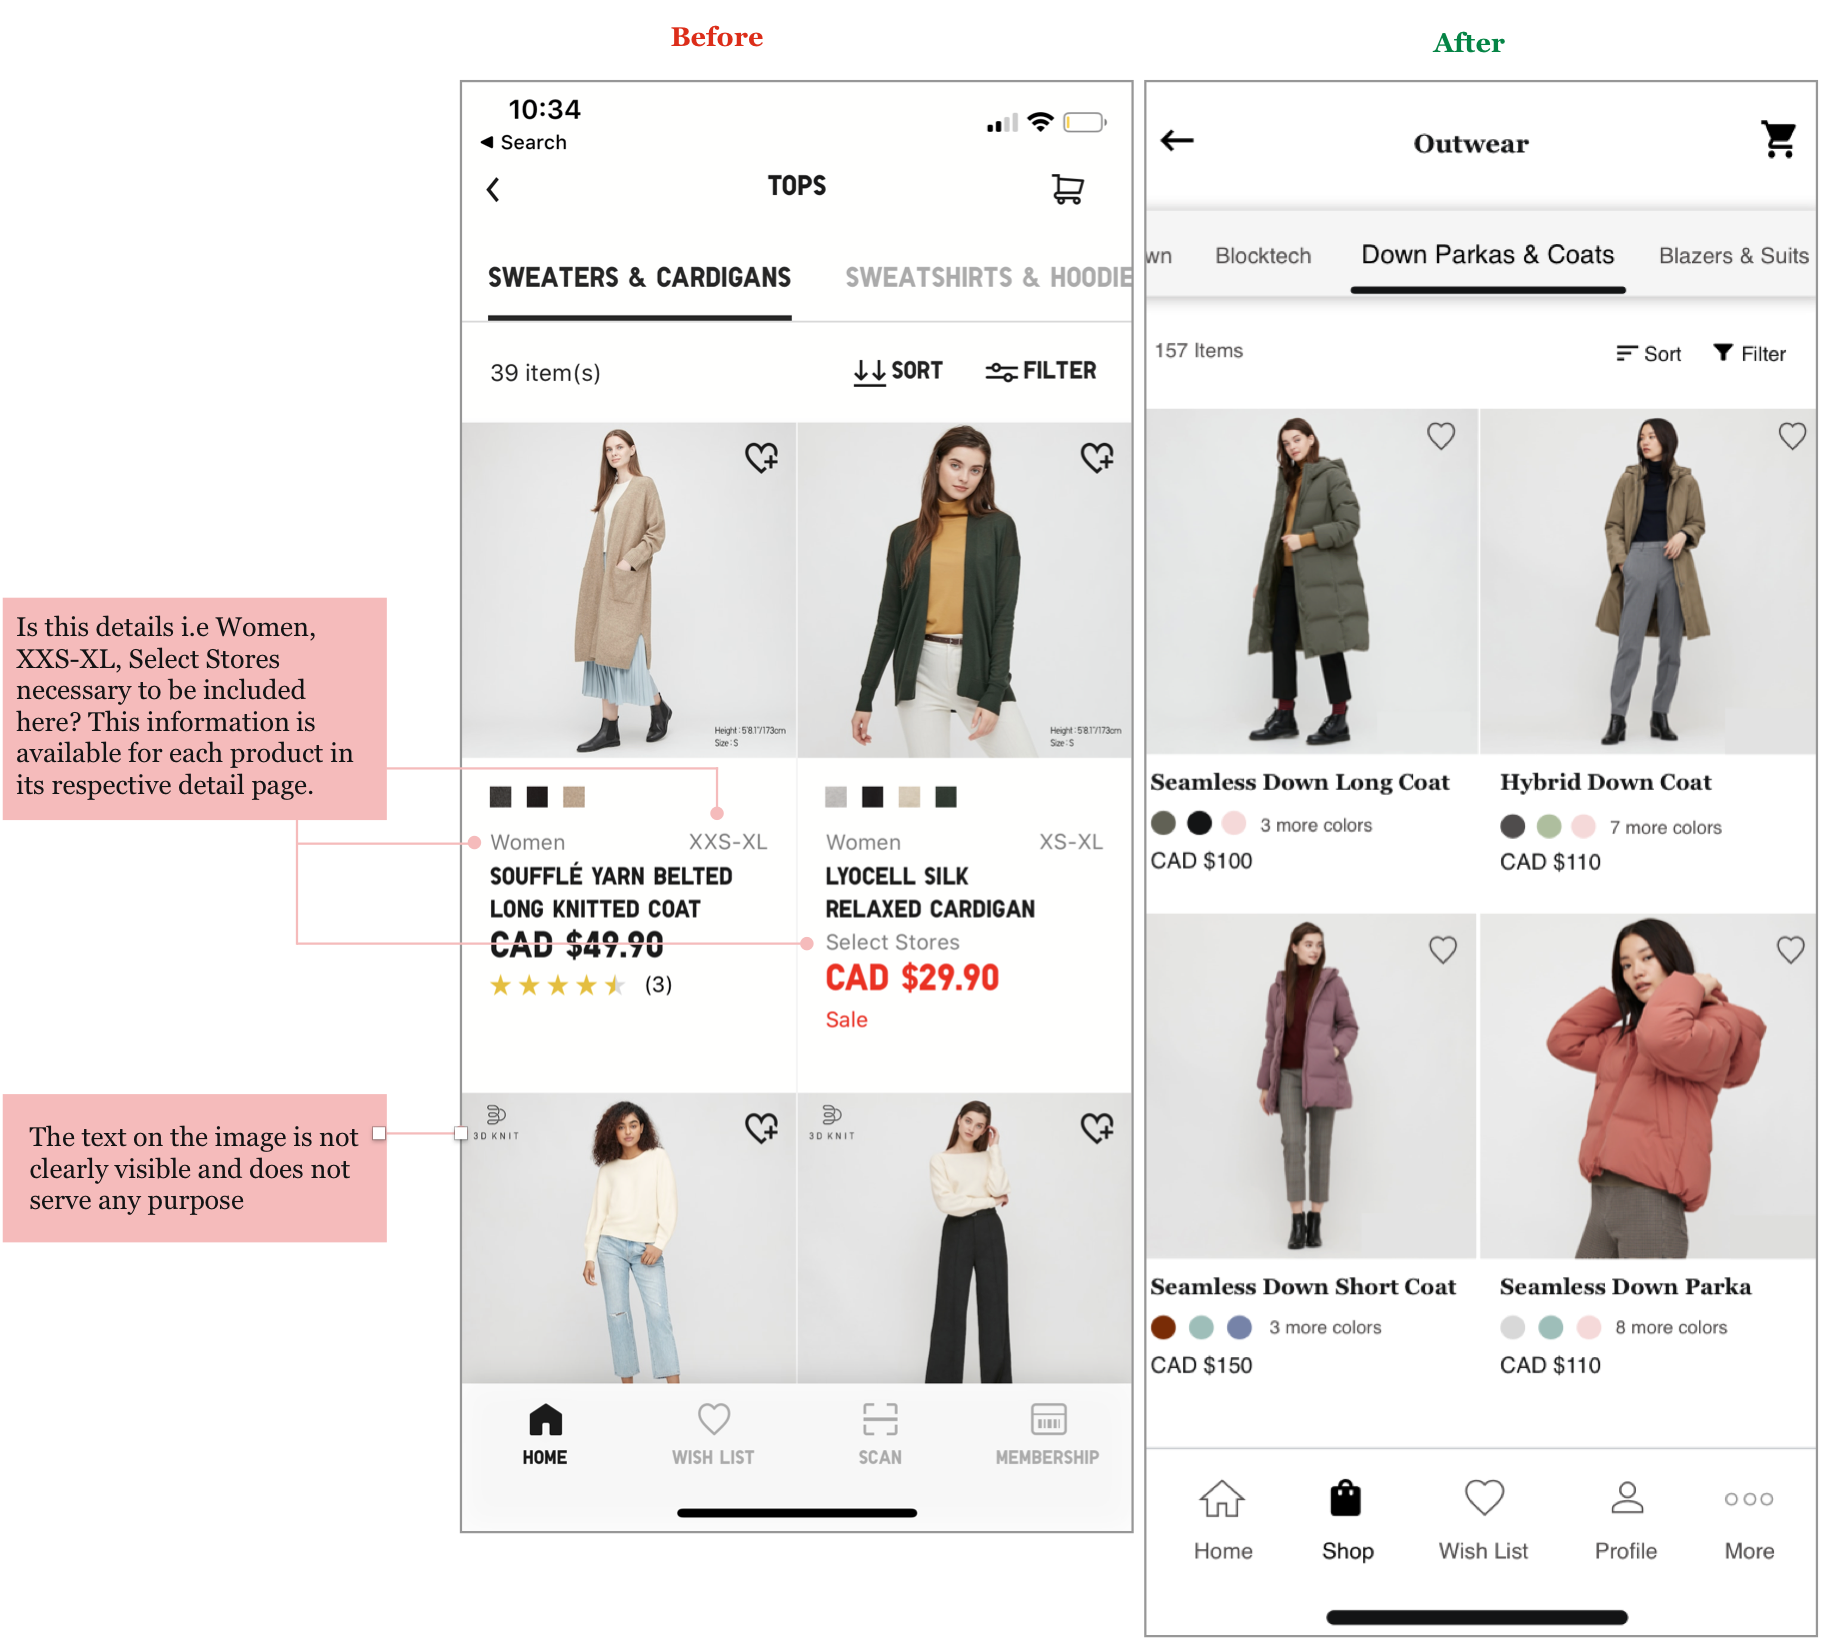 Before
After
Is this details i.e Women,
XXS-XL, Select Stores
necessary to be included
here? This information is
available for each product in
its respective detail page.
The text on the image is not
clearly visible and does not
serve any purpose
10:34
Search
TOPS
SWEATERS & CARDIGANS SWEATSHIRTS & HOODIE
39 item(s) SORT FILTER
Height : 5'8.1"/173cm
Size : S
Height : 5'8.1"/173cm
Size : S
Women XXS-XL
SOUFFLÉ YARN BELTED
LONG KNITTED COAT
CAD $49.90
(3)
Women XS-XL
LYOCELL SILK
RELAXED CARDIGAN
Select Stores
CAD $29.90
Sale
3D KNIT
3D KNIT
HOME WISH LIST SCAN MEMBERSHIP
Outwear
wn Blocktech Down Parkas & Coats Blazers & Suits
157 Items Sort Filter
Seamless Down Long Coat
3 more colors
CAD $100
Hybrid Down Coat
7 more colors
CAD $110
Seamless Down Short Coat
3 more colors
CAD $150
Seamless Down Parka
8 more colors
CAD $110
Home Shop Wish List Profile More